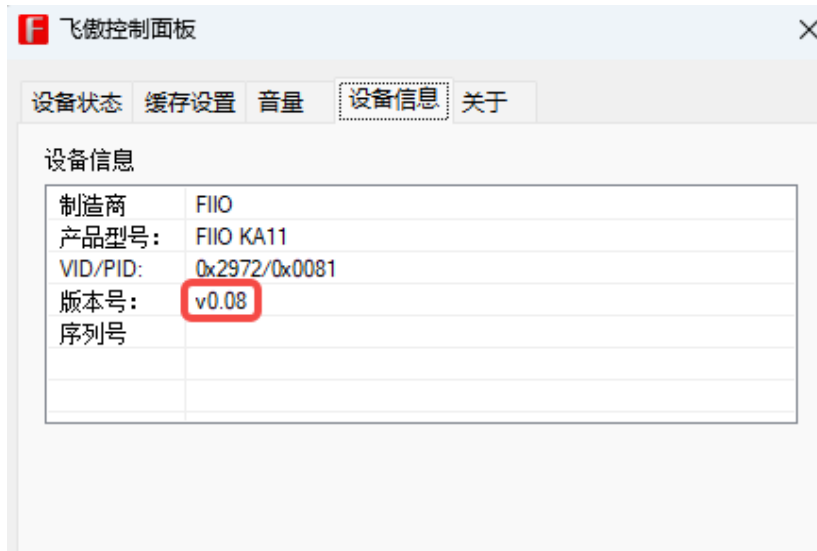 飞傲控制面板
设备状态 缓存设置 音量 设备信息 关于
设备信息
制造商 FIIO
产品型号： FIIO KA11
VID/PID: 0x2972/0x0081
版本号： v0.08
序列号